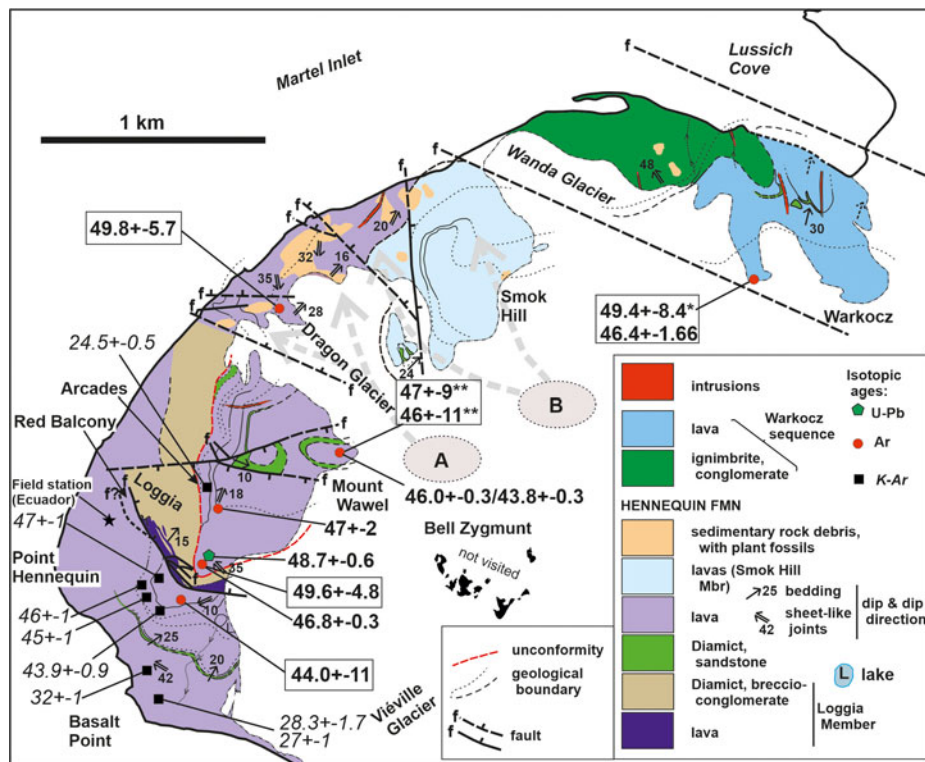 Martel Inlet
Lussich
Cove
f
1 km
f
Wanda Glacier
48
30
f
f
20
32
16
f
49.8+-5.7
35
28
f
f
Smok
Hill
49.4+-8.4*
46.4+-1.66
Warkocz
Dragon Glacier
24
24.5+-0.5
Arcades
Red Balcony
47+-9**
46+-11**
B
A
f
f
f
f
10
Field station
(Ecuador)
f?
f
Loggia
18
Mount
Wawel
46.0+-0.3/43.8+-0.3
47+-1
15
47+-2
Bell Zygmunt
not visited
Point
Hennequin
35
48.7+-0.6
49.6+-4.8
46+-1
45+-1
10
46.8+-0.3
25
43.9+-0.9
20
44.0+-11
32+-1
42
Basalt
Point
28.3+-1.7
27+-1
Viéville
Glacier
unconformity
geological
boundary
f
f
fault
intrusions
Isotopic
ages:
U-Pb
lava
Warkocz
sequence
Ar
ignimbrite,
conglomerate
K-Ar
HENNEQUIN FMN
sedimentary rock debris,
with plant fossils
lavas (Smok Hill
Mbr)
25 bedding
dip & dip
direction
lava
42
sheet-like
joints
Diamict,
sandstone
L lake
Diamict, breccio-
conglomerate
Loggia
Member
lava